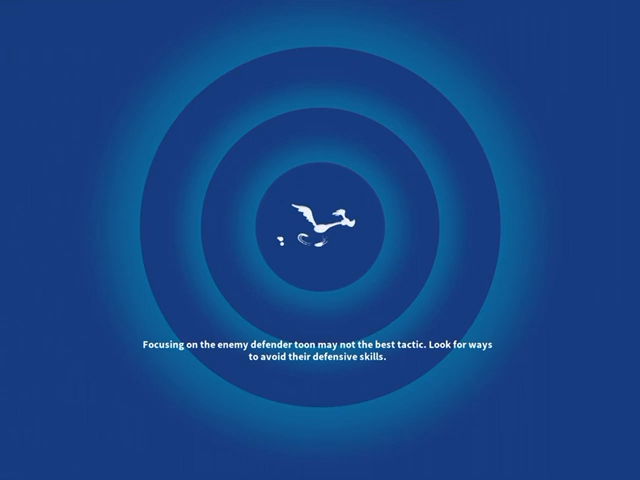 Focusing on the enemy defender toon may not the best tactic. Look for ways
to avoid their defensive skills.